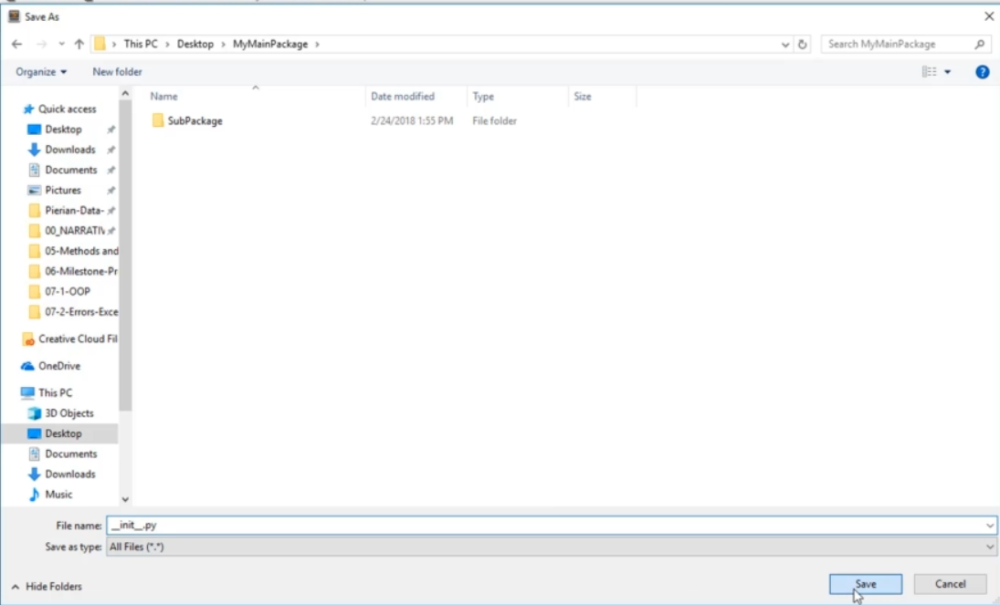 Save As
This PC > Desktop > MyMainPackage >
Search MyMainPackage
Organize
New folder
Name
Date modified
Type
Size
SubPackage
2/24/2018 1:55 PM
File folder
Quick access
Desktop
Downloads
Documents
Pictures
Pierian-Data-
00_NARRATIV
05-Methods and
06-Milestone-Pr
07-1-OOP
07-2-Errors-Exce
Creative Cloud Fil
OneDrive
This PC
3D Objects
Desktop
Documents
Downloads
Music
File name: __init__.py
Save as type: All Files (*.*)
Hide Folders
Save
Cancel